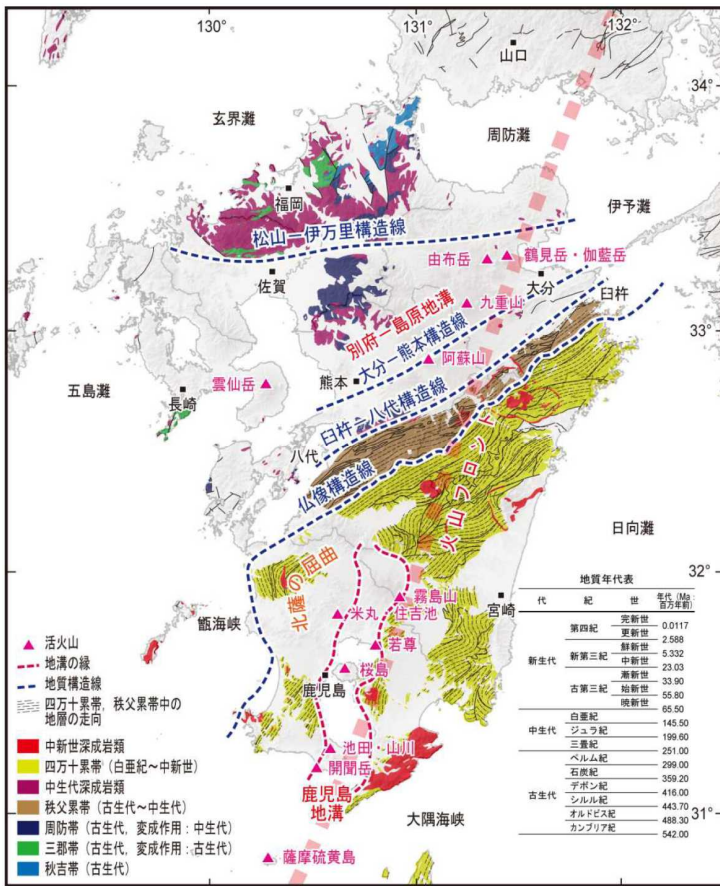 130°
131°
132°
山口
34°
玄界灘
周防灘
福岡
松山ー伊万里構造線
伊予灘
由布岳
鶴見岳・伽藍岳
佐賀
大分
九重山
臼杵
33°
別府ー島原地溝
大分ー熊本構造線
阿蘇山
雲仙岳
熊本
五島灘
長崎
臼杵ー八代構造線
八代
仏像構造線
火山フロント
日向灘
32°
北薩の屈曲
霧島山
米丸・住吉池
宮崎
甑海峡
若尊
桜島
鹿児島
池田・山川
開聞岳
鹿児島
地溝
31°
大隅海峡
薩摩硫黄島
活火山
地溝の縁
地質構造線
四万十累帯，秩父累帯中の
地層の走向
中新世深成岩類
四万十累帯（白亜紀～中新世）
中生代深成岩類
秩父累帯（古生代～中生代）
周防帯（古生代，変成作用：中生代）
三郡帯（古生代，変成作用：古生代）
秋吉帯（古生代）
地質年代表
代 紀 世 年代（Ma：百万年前）
新生代 第四紀 完新世
0.0117
更新世
2.588
新第三紀 鮮新世
5.332
中新世
23.03
古第三紀 漸新世
33.90
始新世
55.80
暁新世
65.50
中生代 白亜紀
145.50
ジュラ紀
199.60
三畳紀
251.00
古生代 ペルム紀
299.00
石炭紀
359.20
デボン紀
416.00
シルル紀
443.70
オルドビス紀
488.30
カンブリア紀
542.00